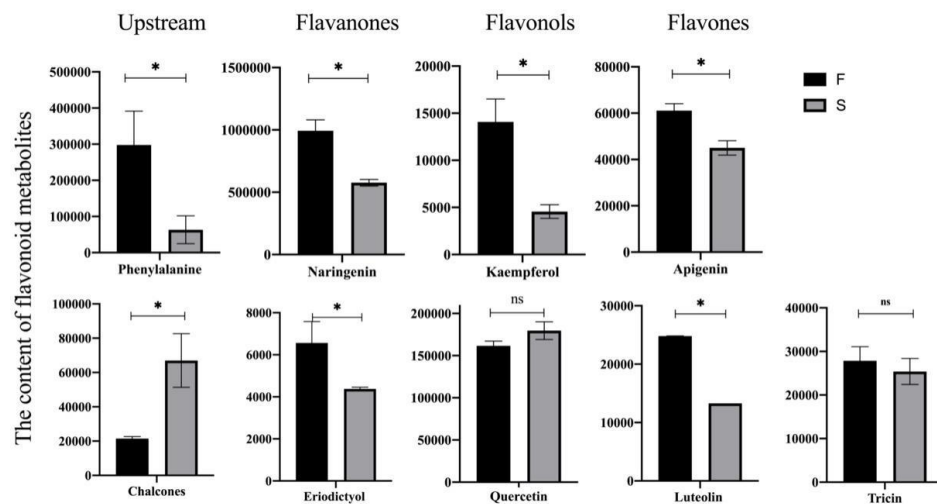 Upstream
Flavanones
Flavonols
Flavones
The content of flavonoid metabolites
F
S
*
500000
400000
300000
200000
100000
0
Phenylalanine
*
1500000
1000000
500000
0
Naringenin
*
20000
15000
10000
5000
0
Kaempferol
*
80000
60000
40000
20000
0
Apigenin
*
100000
80000
60000
40000
20000
0
Chalcones
*
8000
6000
4000
2000
0
Eriodictyol
ns
200000
150000
100000
50000
0
Quercetin
*
30000
20000
10000
0
Luteolin
ns
40000
30000
20000
10000
0
Tricin